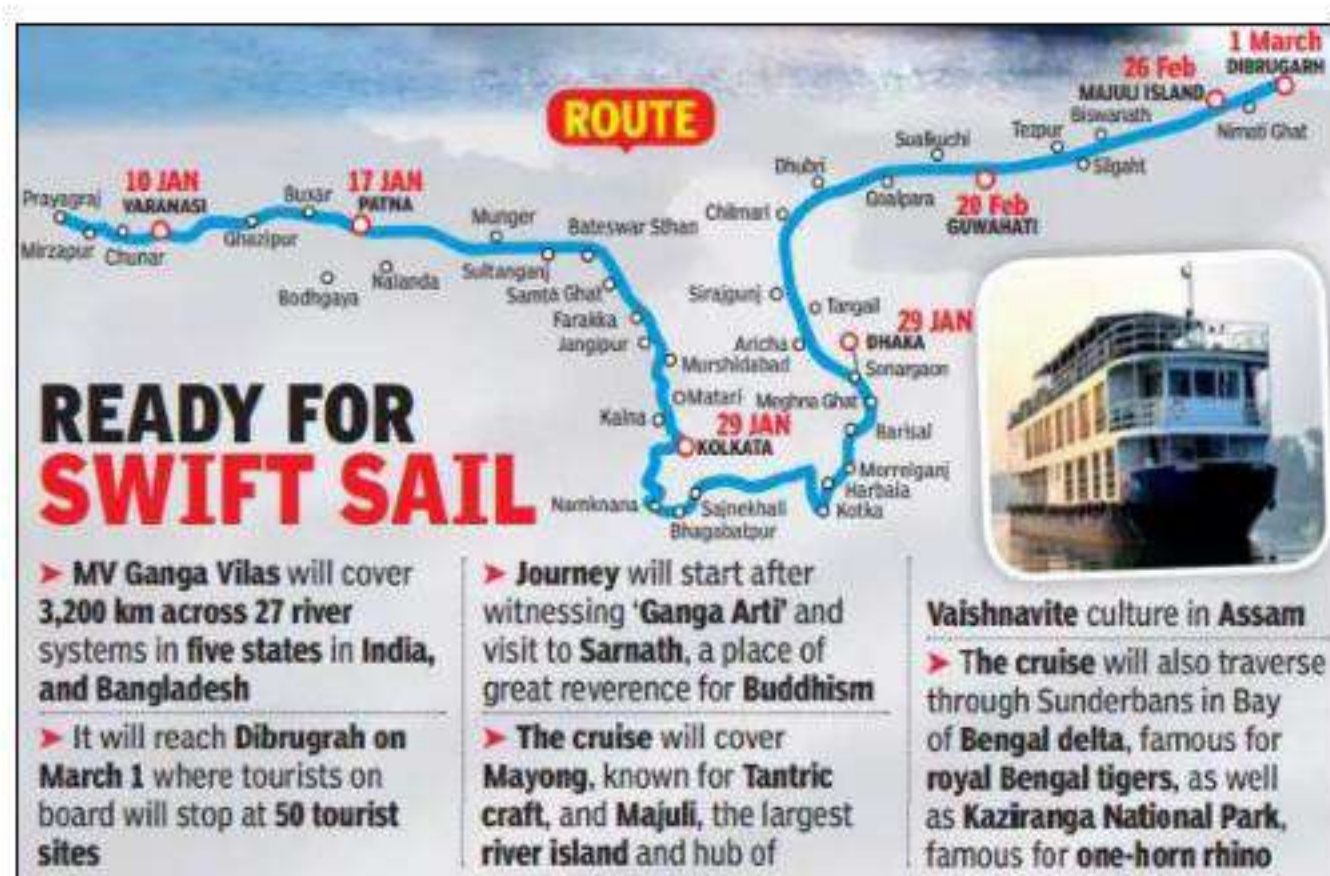 ROUTE
1 March
DIBRUGARH
26 Feb
MAJULI ISLAND
Biswanath
Nimati Ghat
Tezpur
Silgaht
Sualkuchi
20 Feb
GUWAHATI
Goalpara
Dhubri
Chilmari
Prayagraj
10 JAN
VARANASI
Buxar
17 JAN
PATNA
Mirzapur
Chunar
Ghazipur
Bodhgaya
Nalanda
Munger
Bateswar Sthan
Sultanganj
Samta Ghat
Farakka
Jangipur
Murshidabad
Matari
Kalna
29 JAN
KOLKATA
Namknana
Sajnekhali
Bhagabatpur
Sirajgunj
Tangail
Aricha
29 JAN
DHAKA
Sonargaon
Meghna Ghat
Barisal
Morrelganj
Harbala
Kotka
READY FOR
SWIFT SAIL
➤ MV Ganga Vilas will cover
3,200 km across 27 river
systems in five states in India,
and Bangladesh
➤ It will reach Dibrugrah on
March 1 where tourists on
board will stop at 50 tourist
sites
➤ Journey will start after
witnessing ‘Ganga Arti’ and
visit to Sarnath, a place of
great reverence for Buddhism
➤ The cruise will cover
Mayong, known for Tantric
craft, and Majuli, the largest
river island and hub of
Vaishnavite culture in Assam
➤ The cruise will also traverse
through Sunderbans in Bay
of Bengal delta, famous for
royal Bengal tigers, as well
as Kaziranga National Park,
famous for one-horn rhino